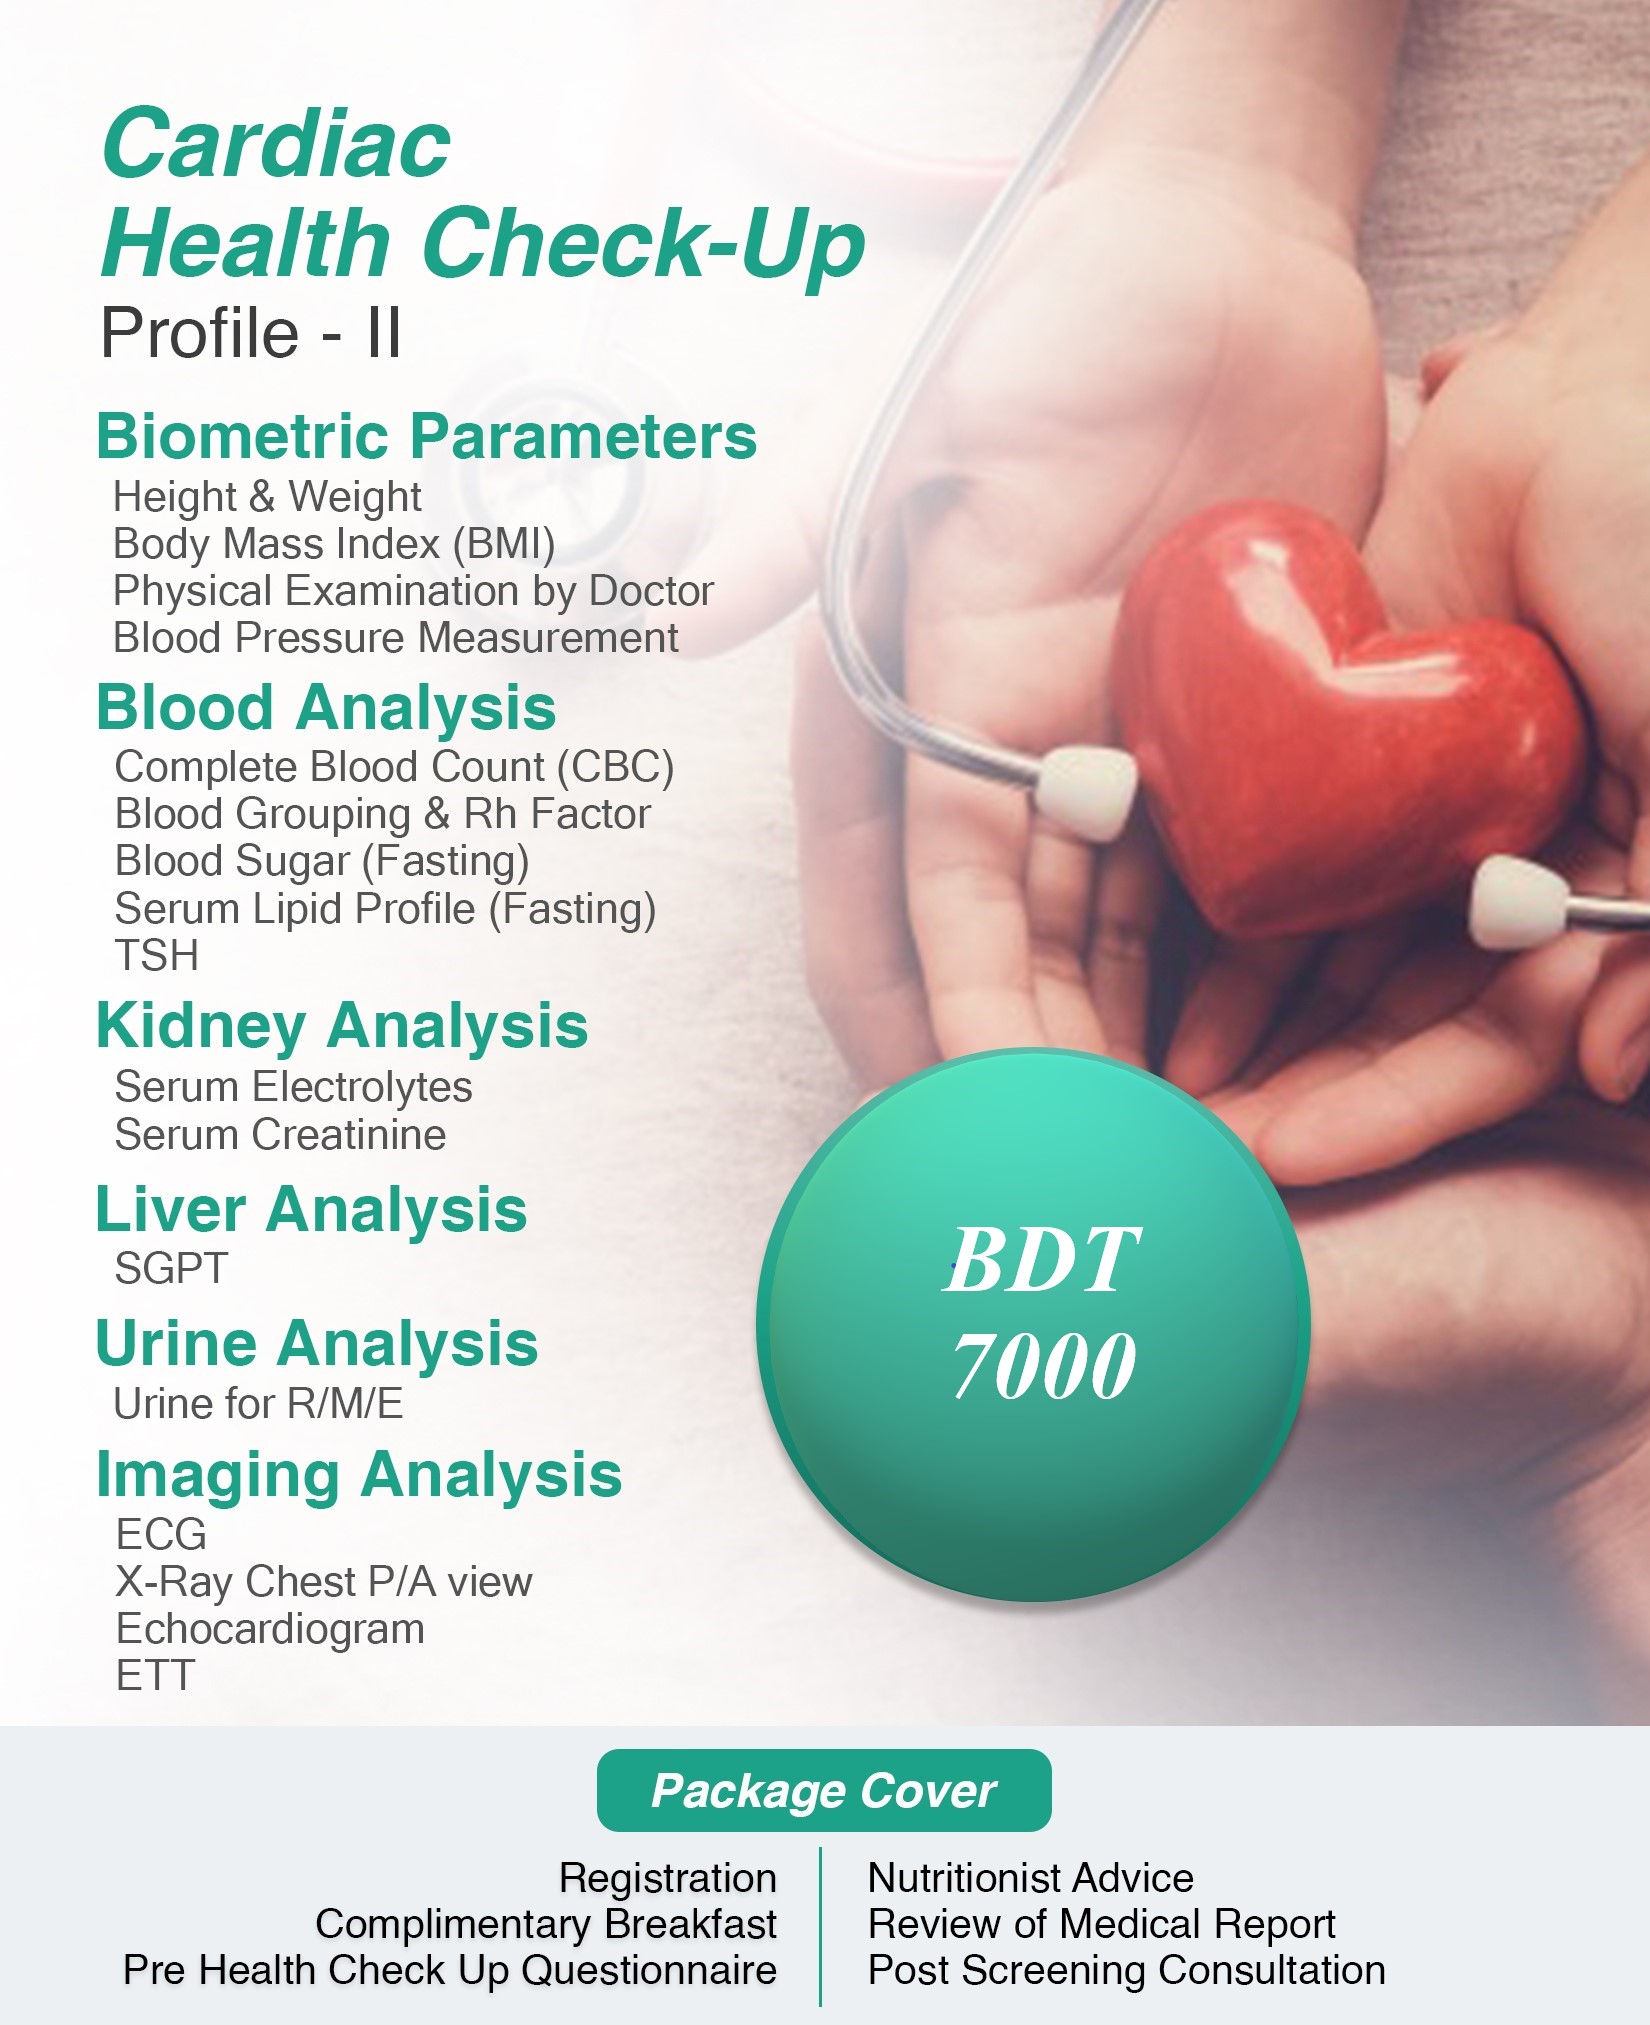 Cardiac
Health Check-Up
Profile - II
Biometric Parameters
Height & Weight
Body Mass Index (BMI)
Physical Examination by Doctor
Blood Pressure Measurement
Blood Analysis
Complete Blood Count (CBC)
Blood Grouping & Rh Factor
Blood Sugar (Fasting)
Serum Lipid Profile (Fasting)
TSH
Kidney Analysis
Serum Electrolytes
Serum Creatinine
Liver Analysis
SGPT
Urine Analysis
Urine for R/M/E
Imaging Analysis
ECG
X-Ray Chest P/A view
Echocardiogram
ETT
BDT
7000
Package Cover
Registration
Complimentary Breakfast
Pre Health Check Up Questionnaire
Nutritionist Advice
Review of Medical Report
Post Screening Consultation